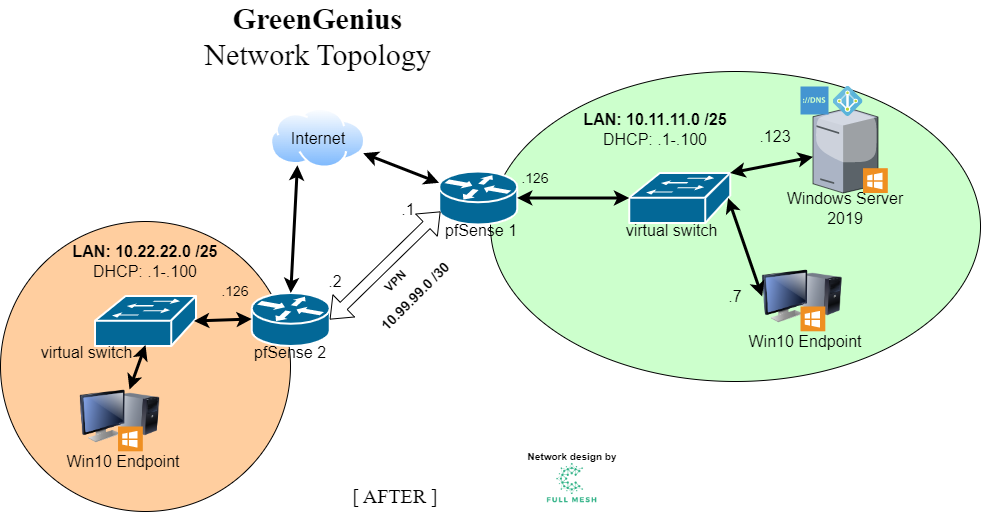 GreenGenius
Network Topology
Internet
LAN: 10.11.11.0 /25
DHCP: .1-.100
://DNS
.123
.126
Windows Server
2019
pfSense 1
virtual switch
.1
.7
Win10 Endpoint
VPN
10.99.99.0 /30
.2
LAN: 10.22.22.0 /25
DHCP: .1-.100
.126
virtual switch
pfSense 2
Win10 Endpoint
Network design by
FULL MESH
[ AFTER ]